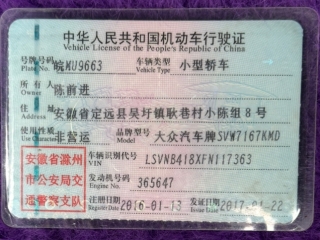 中华人民共和国机动车行驶证
Vehicle License of the People's Republic of China
号牌号码 皖MU9663 车辆类型 小型轿车
Plate No. Vehicle Type
所有人 陈前进
Owner
住址 安徽省定远县吴圩镇耿巷村小陈组8号
Address
使用性质 非营运 品牌型号 大众汽车牌SVW7167KMD
Use Character Model
安徽省滁州市公安局交通警察支队
车辆识别代号 LSVNB418XFN117363
VIN
发动机号码 365647
Engine No.
注册日期 2016-01-13 发证日期 2017-01-22
Register Date Issue Date